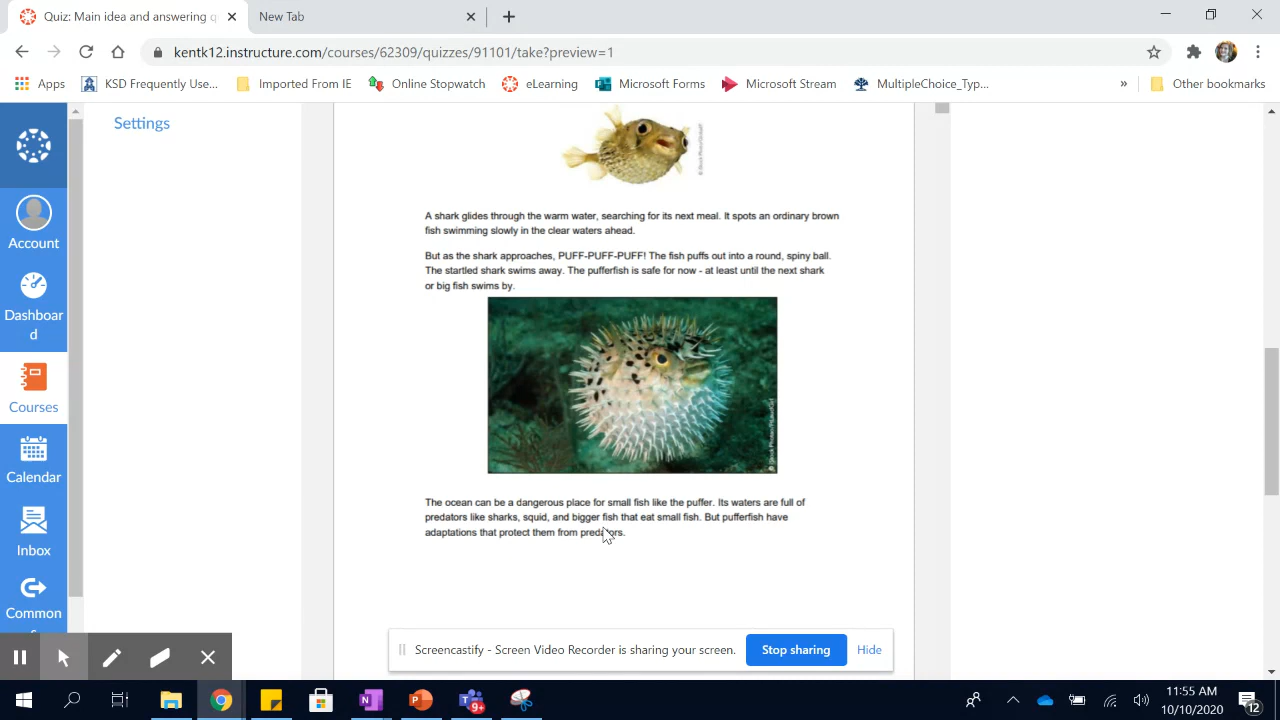 Quiz: Main idea and answering q
New Tab
kentk12.instructure.com/courses/62309/quizzes/91101/take?preview=1
Apps
KSD Frequently Use...
Imported From IE
Online Stopwatch
eLearning
Microsoft Forms
Microsoft Stream
MultipleChoice_Typ...
»
Other bookmarks
Settings
Account
Dashboar
d
Courses
Calendar
Inbox
Common
A shark glides through the warm water, searching for its next meal. It spots an ordinary brown
fish swimming slowly in the clear waters ahead.
But as the shark approaches, PUFF-PUFF-PUFF! The fish puffs out into a round, spiny ball.
The startled shark swims away. The pufferfish is safe for now - at least until the next shark
or big fish swims by.
The ocean can be a dangerous place for small fish like the puffer. Its waters are full of
predators like sharks, squid, and bigger fish that eat small fish. But pufferfish have
adaptations that protect them from predators.
Screencastify - Screen Video Recorder is sharing your screen.
Stop sharing
Hide
9+
11:55 AM
10/10/2020
12